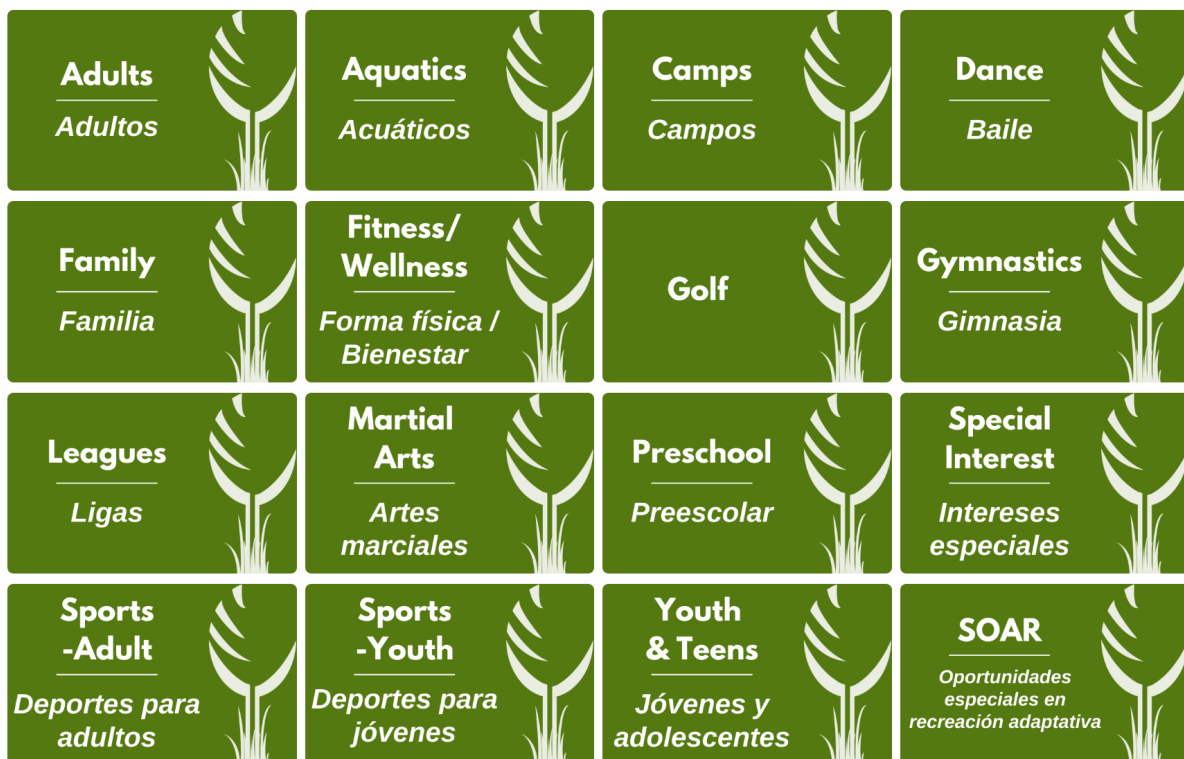 Adults
Adultos
Aquatics
Acuáticos
Camps
Campos
Dance
Baile
Family
Familia
Fitness/
Wellness
Forma física /
Bienestar
Golf
Gymnastics
Gimnasia
Leagues
Ligas
Martial
Arts
Artes
marciales
Preschool
Preescolar
Special
Interest
Intereses
especiales
Sports
-Adult
Deportes para
adultos
Sports
-Youth
Deportes para
jóvenes
Youth
& Teens
Jóvenes y
adolescentes
SOAR
Oportunidades
especiales en
recreación adaptativa